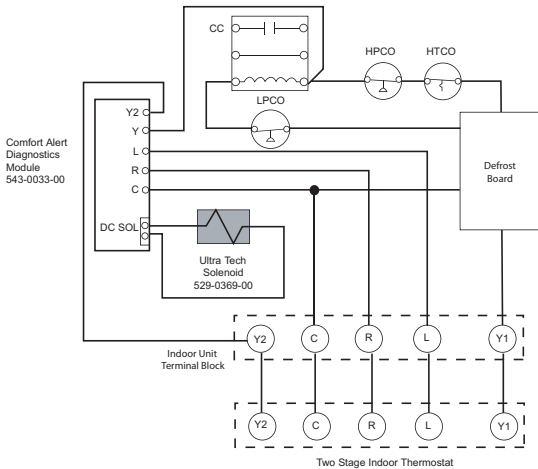 CC
HPCO
HTCO
LPCO
Y2
Y
L
R
C
DC SOL
Comfort Alert
Diagnostics
Module
543-0033-00
Defrost
Board
Ultra Tech
Solenoid
529-0369-00
Indoor Unit
Terminal Block
Y2
C
R
L
Y1
Y2
C
R
L
Y1
Two Stage Indoor Thermostat